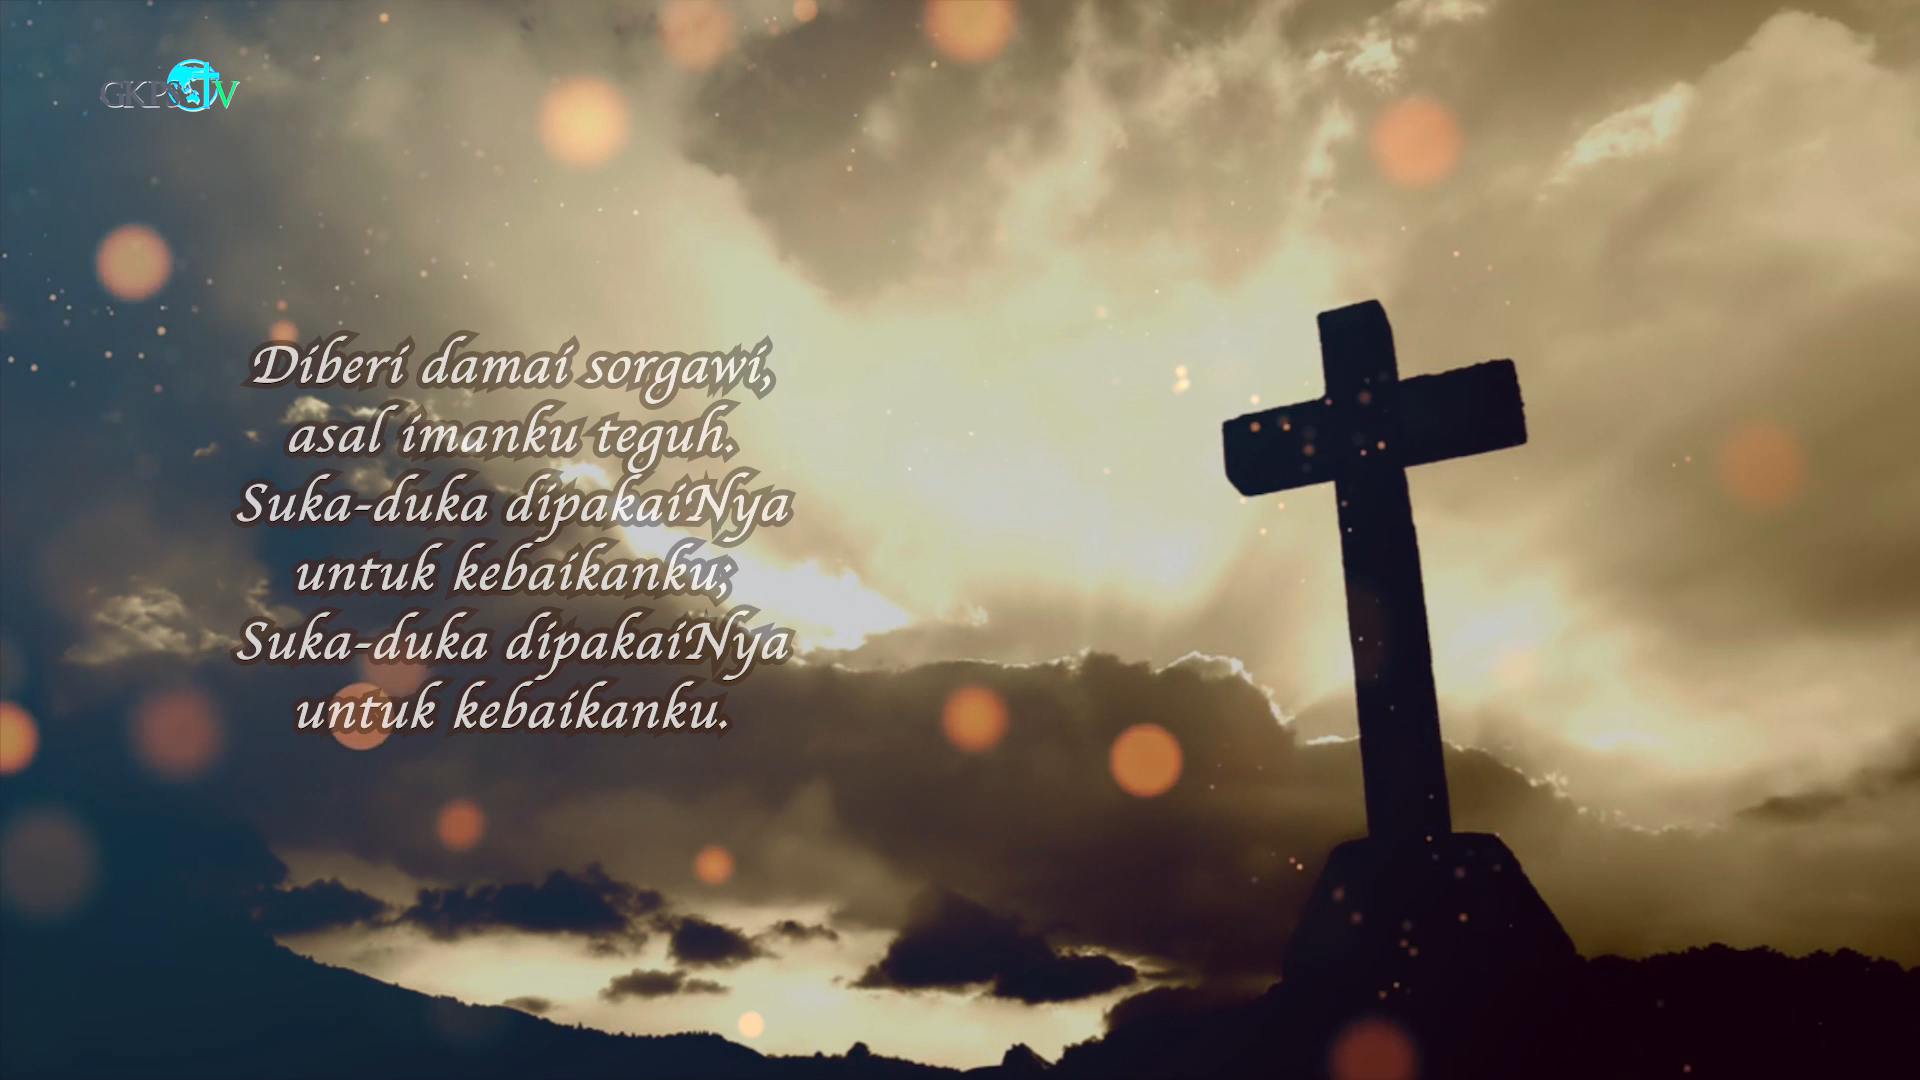 GKPS TV
Diberi damai sorgawi,
asal imanku teguh.
Suka-duka dipakaiNya
untuk kebaikanku;
Suka-duka dipakaiNya
untuk kebaikanku.